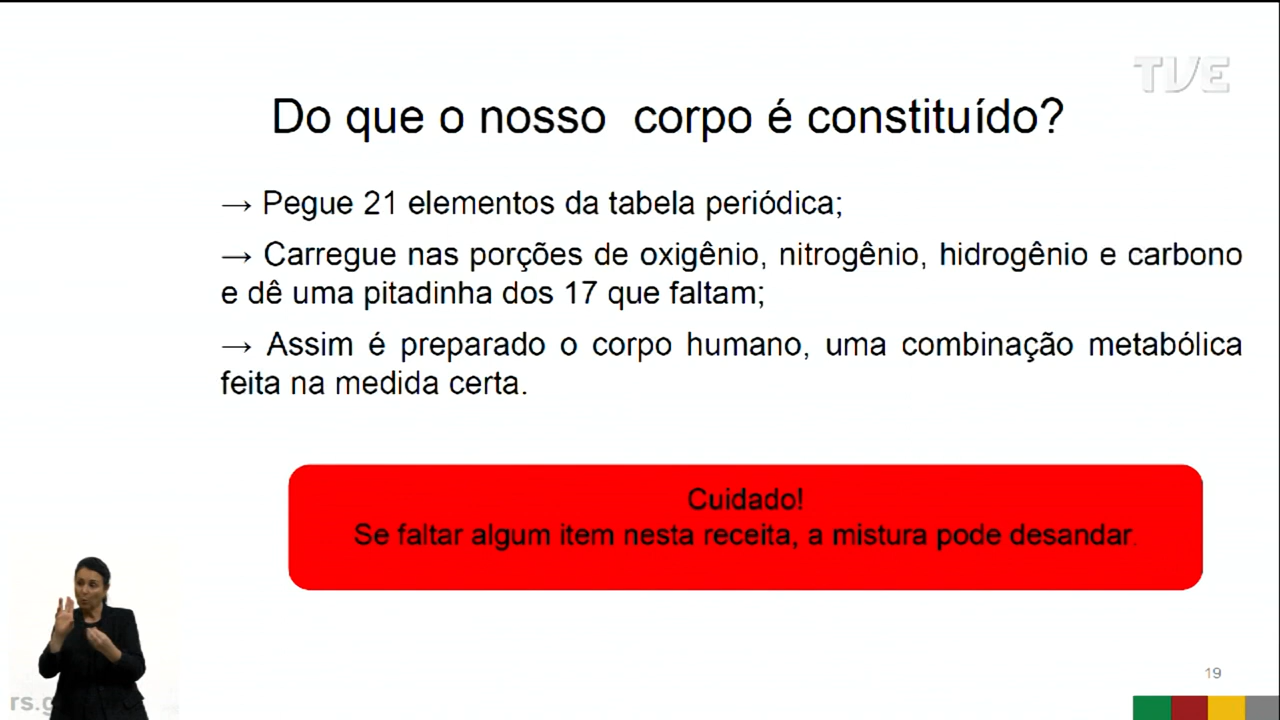 TVE
Do que o nosso corpo é constituído?
→ Pegue 21 elementos da tabela periódica;
→ Carregue nas porções de oxigênio, nitrogênio, hidrogênio e carbono
e dê uma pitadinha dos 17 que faltam;
→ Assim é preparado o corpo humano, uma combinação metabólica
feita na medida certa.
Cuidado!
Se faltar algum item nesta receita, a mistura pode desandar.
19